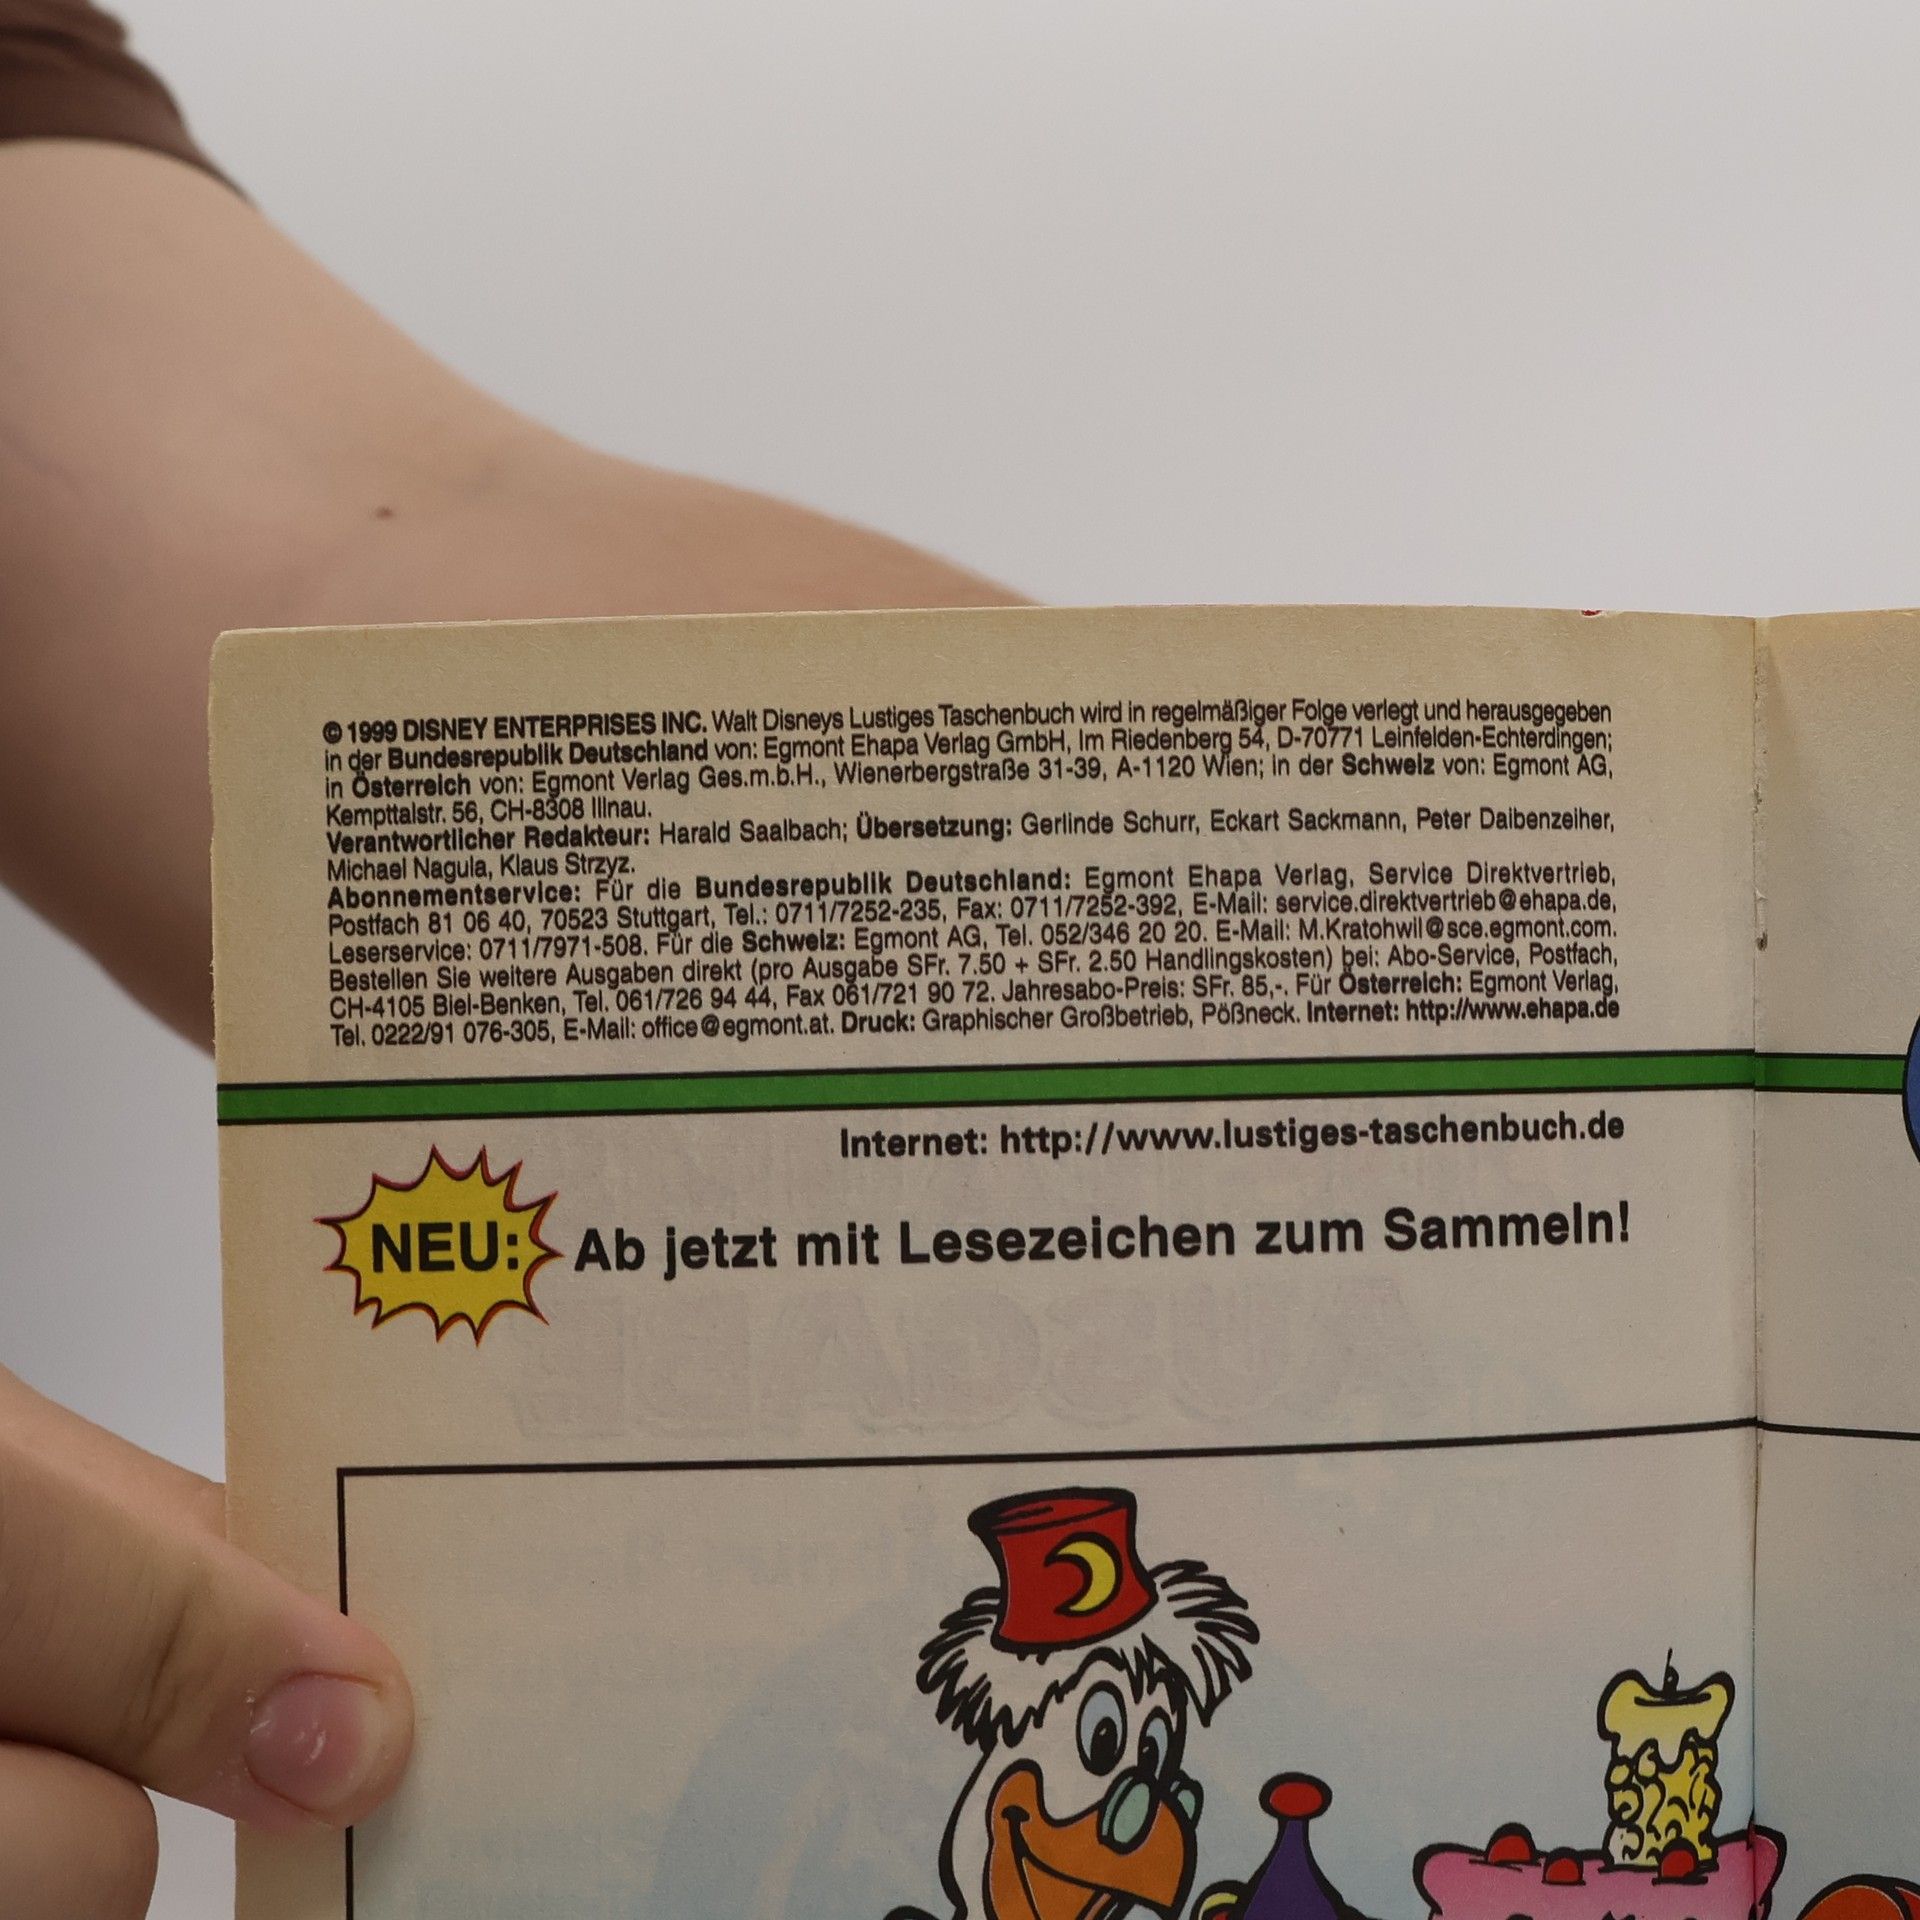 © 1999 DISNEY ENTERPRISES INC. Walt Disneys Lustiges Taschenbuch wird in regelmäßiger Folge verlegt und herausgegeben
in der Bundesrepublik Deutschland von: Egmont Ehapa Verlag GmbH, Im Riedenberg 54, D-70771 Leinfelden-Echterdingen;
in Österreich von: Egmont Verlag Ges.m.b.H., Wienerbergstraße 31-39, A-1120 Wien; in der Schweiz von: Egmont AG,
Kempttalstr. 56, CH-8308 Illnau.
Verantwortlicher Redakteur: Harald Saalbach; Übersetzung: Gerlinde Schurr, Eckart Sackmann, Peter Daibenzeiher,
Michael Nagula, Klaus Strzyz.
Abonnementservice: Für die Bundesrepublik Deutschland: Egmont Ehapa Verlag, Service Direktvertrieb,
Postfach 81 06 40, 70523 Stuttgart, Tel.: 0711/7252-235, Fax: 0711/7252-392, E-Mail: service.direktvertrieb@ehapa.de,
Leserservice: 0711/7971-508. Für die Schweiz: Egmont AG, Tel. 052/346 20 20. E-Mail: M.Kratohwil@sce.egmont.com.
Bestellen Sie weitere Ausgaben direkt (pro Ausgabe SFr. 7.50 + SFr. 2.50 Handlingskosten) bei: Abo-Service, Postfach,
CH-4105 Biel-Benken, Tel. 061/726 94 44, Fax 061/721 90 72. Jahresabo-Preis: SFr. 85,-. Für Österreich: Egmont Verlag,
Tel. 0222/91 076-305, E-Mail: office@egmont.at. Druck: Graphischer Großbetrieb, Pößneck. Internet: http://www.ehapa.de
Internet: http://www.lustiges-taschenbuch.de
NEU: Ab jetzt mit Lesezeichen zum Sammeln!